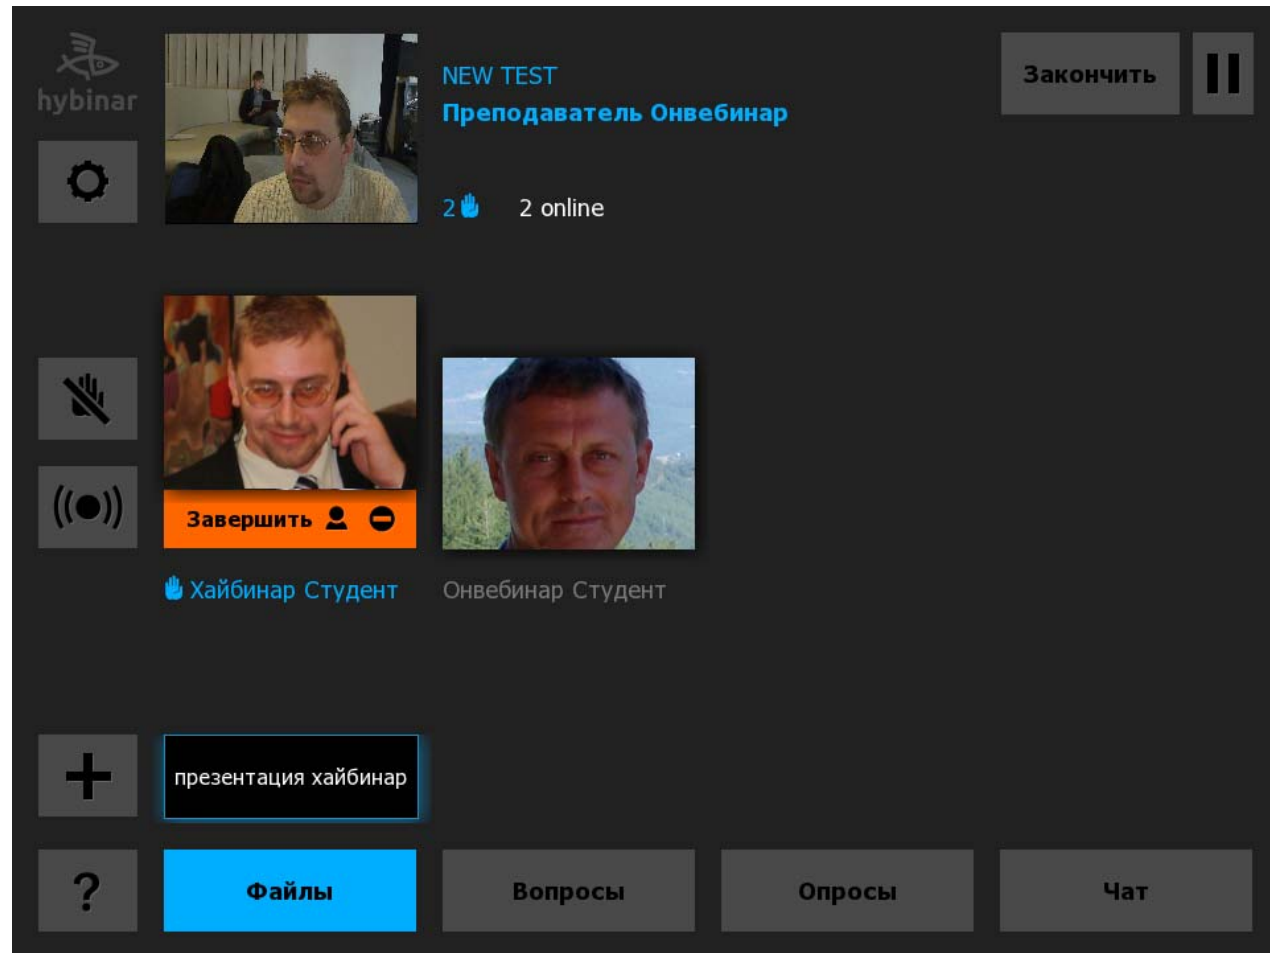 hybinar
NEW TEST
Преподаватель Онвебинар
2 2 online
Закончить
Завершить
Хайбинар Студент
Онвебинар Студент
презентация хайбинар
?
Файлы
Вопросы
Опросы
Чат